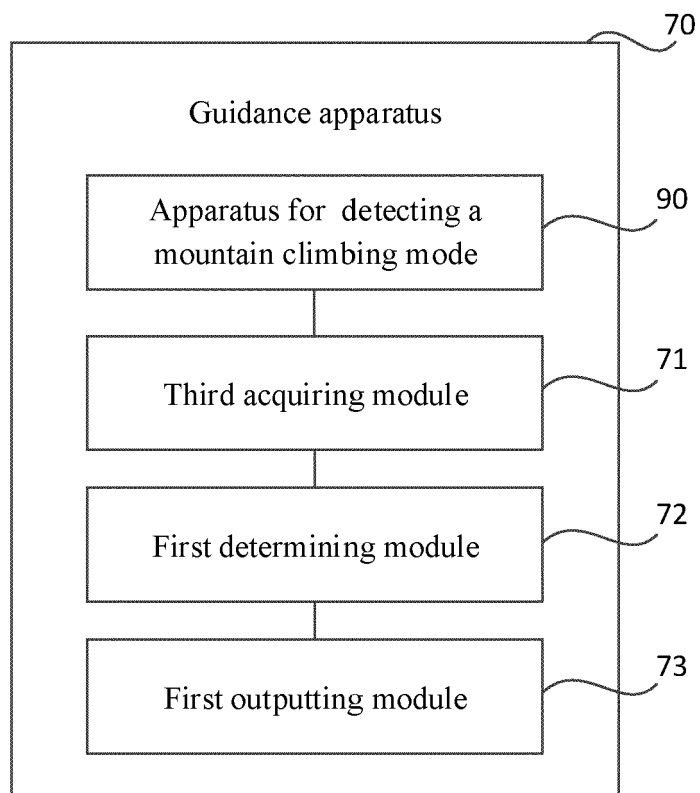 70
Guidance apparatus
Apparatus for detecting a
mountain climbing mode
90
Third acquiring module
71
First determining module
72
First outputting module
73